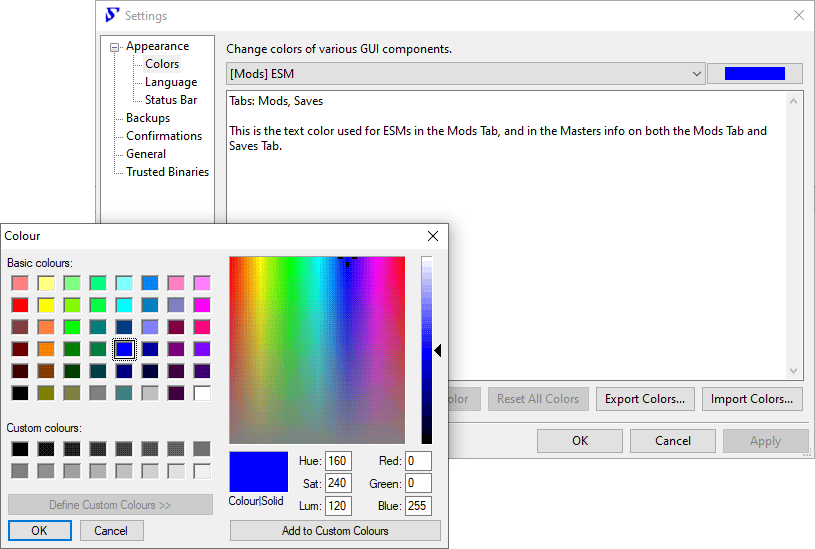 Settings
Appearance
Colors
Language
Status Bar
Backups
Confirmations
General
Trusted Binaries
Change colors of various GUI components.
[Mods] ESM
Tabs: Mods, Saves
This is the text color used for ESMs in the Mods Tab, and in the Masters info on both the Mods Tab and
Saves Tab.
Reset All Colors
Export Colors...
Import Colors...
OK
Cancel
Apply
Colour
Basic colours:
Custom colours:
Define Custom Colours >>
OK
Cancel
Colour|Solid
Hue: 160
Sat: 240
Lum: 120
Red: 0
Green: 0
Blue: 255
Add to Custom Colours